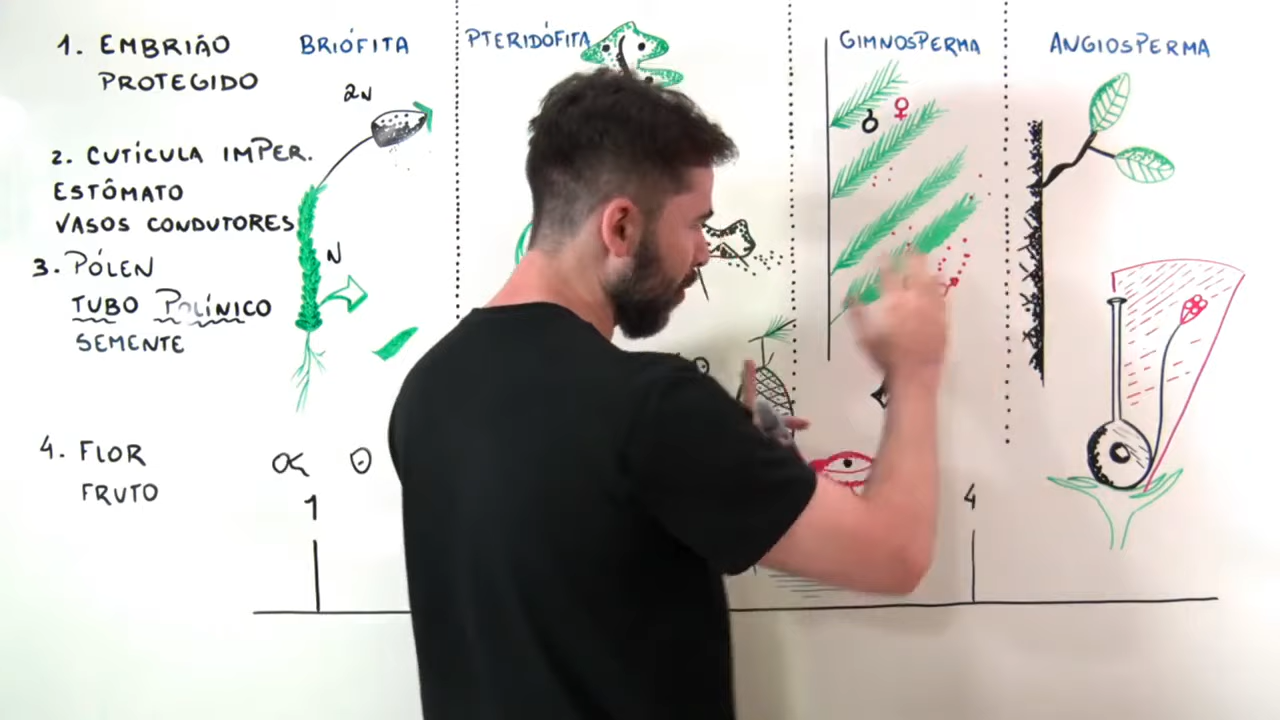 1. EMBRIÃO
PROTEGIDO
2. CUTÍCULA IMPER.
ESTÔMATO
VASOS CONDUTORES
3. PÓLEN
TUBO POLÍNICO
SEMENTE
4. FLOR
FRUTO
BRIÓFITA
2N
N
1
PTERIDÓFITA
GIMNOSPERMA
♂ ♀
4
ANGIOSPERMA